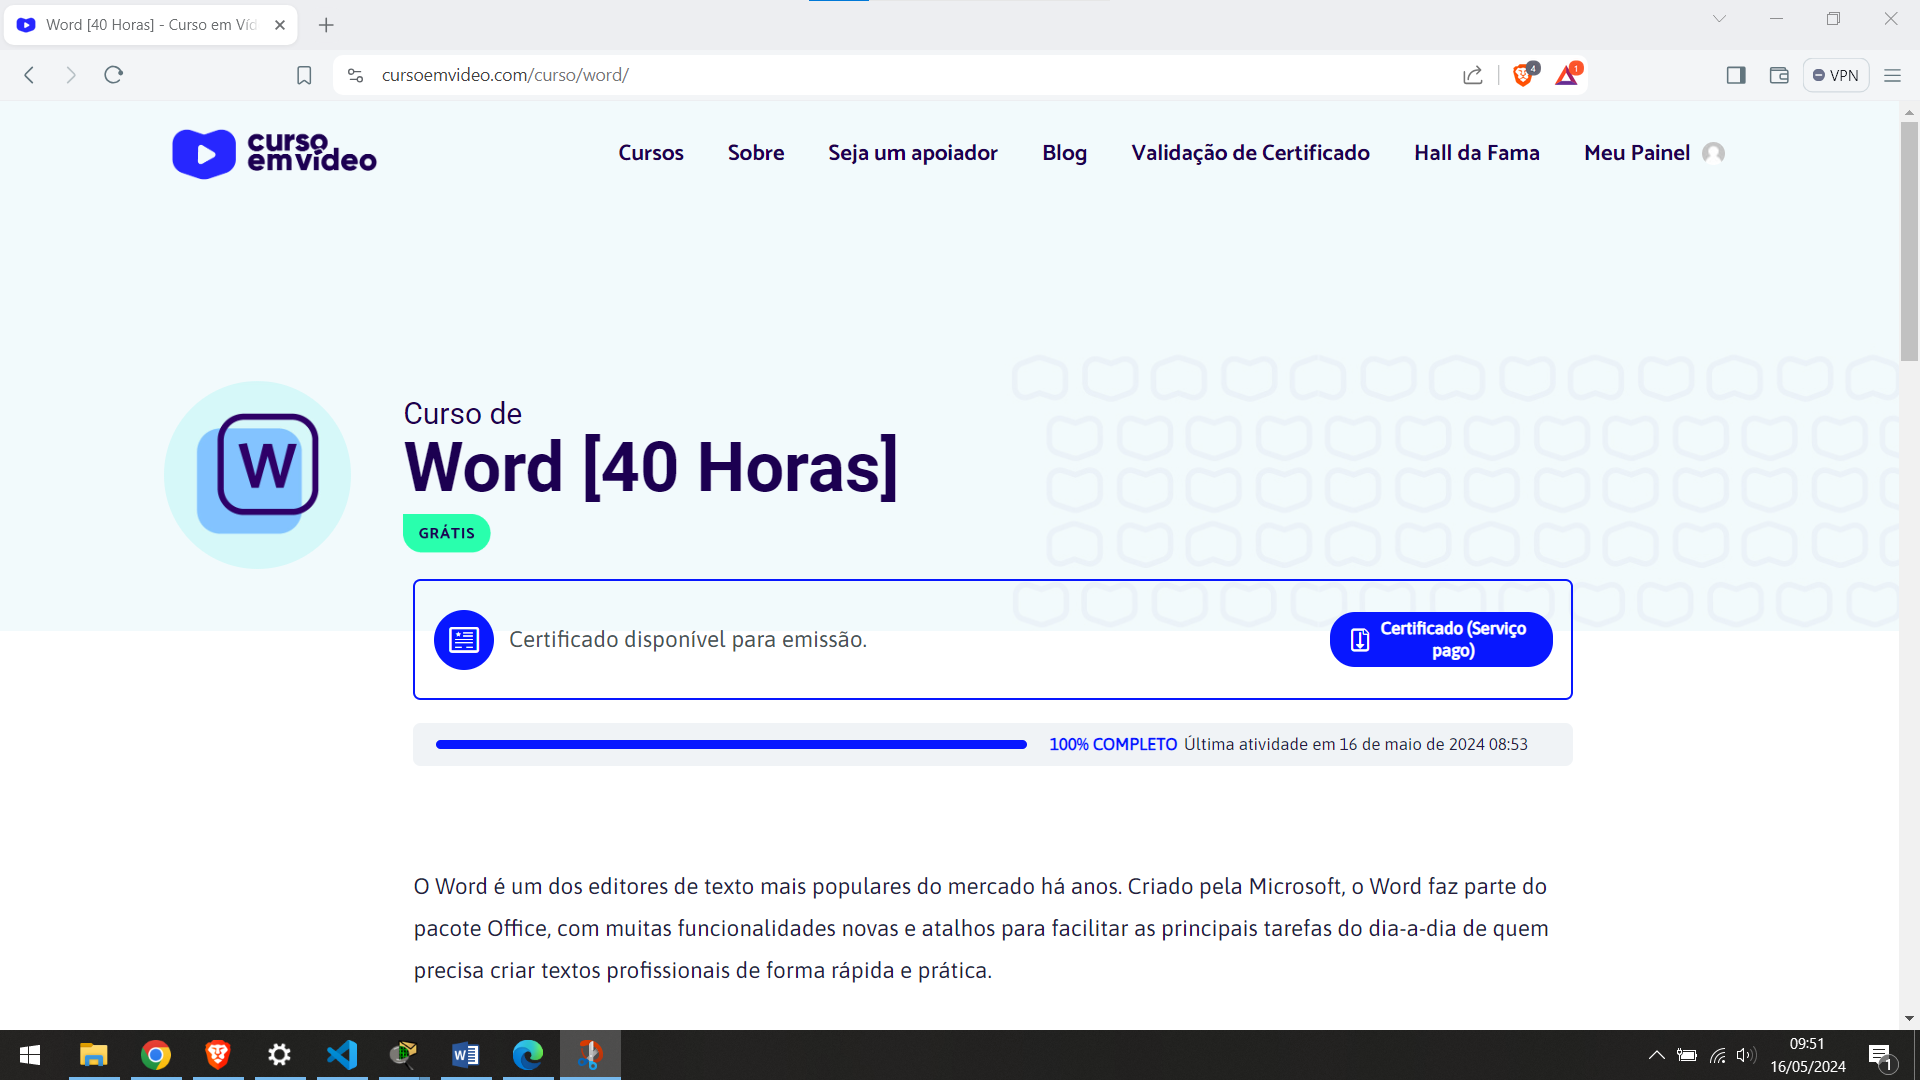 Word [40 Horas] - Curso em Víd
cursoemvideo.com/curso/word/
4
1
VPN
curso
emvídeo
Cursos
Sobre
Seja um apoiador
Blog
Validação de Certificado
Hall da Fama
Meu Painel
W
Curso de
Word [40 Horas]
GRÁTIS
Certificado disponível para emissão.
Certificado (Serviço
pago)
100% COMPLETO Última atividade em 16 de maio de 2024 08:53
O Word é um dos editores de texto mais populares do mercado há anos. Criado pela Microsoft, o Word faz parte do
pacote Office, com muitas funcionalidades novas e atalhos para facilitar as principais tarefas do dia-a-dia de quem
precisa criar textos profissionais de forma rápida e prática.
W
09:51
16/05/2024
1